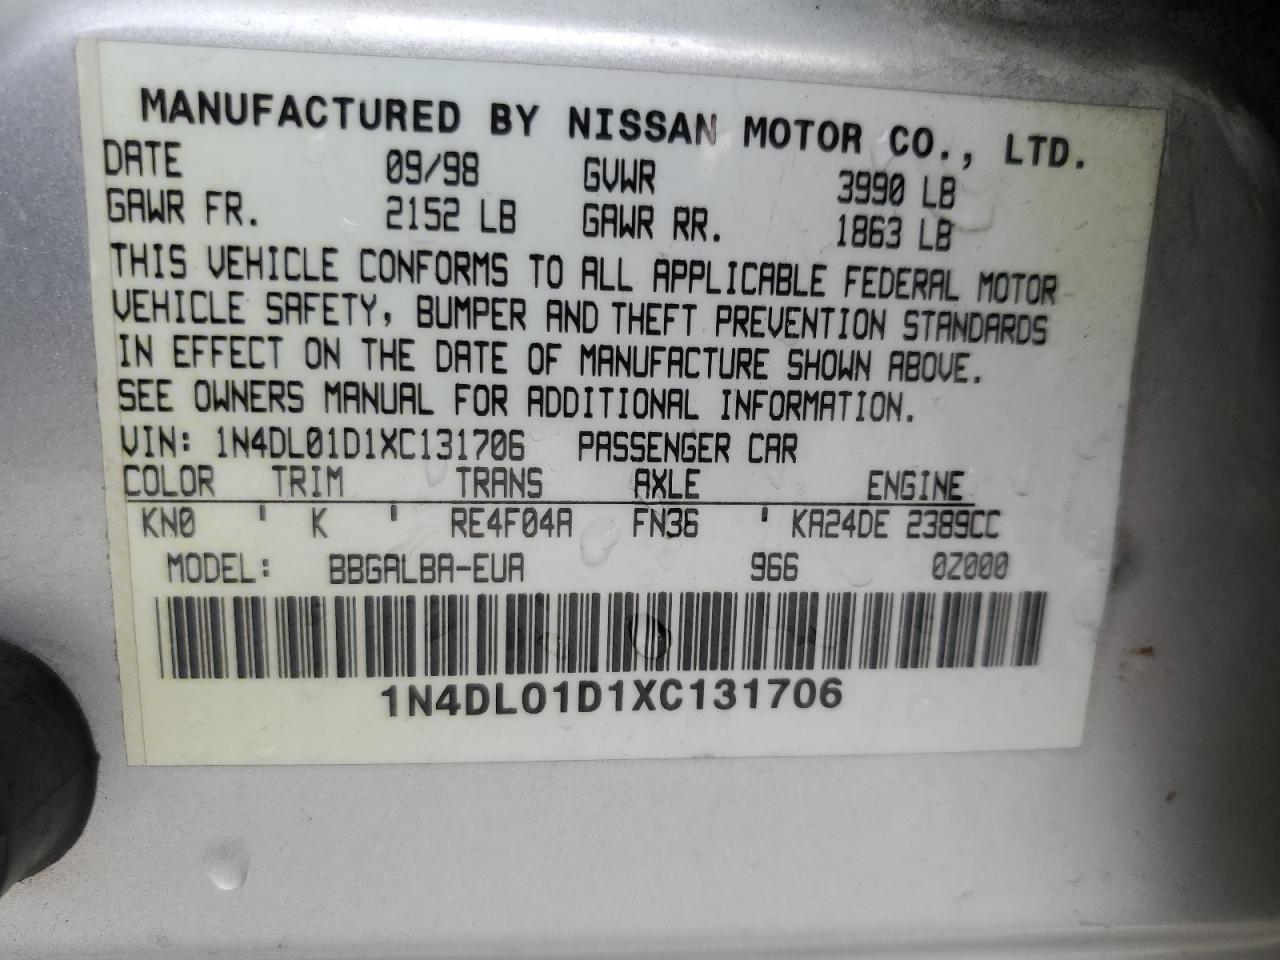 MANUFACTURED BY NISSAN MOTOR CO., LTD.
DATE 09/98 GVWR 3990 LB
GAWR FR. 2152 LB GAWR RR. 1863 LB
THIS VEHICLE CONFORMS TO ALL APPLICABLE FEDERAL MOTOR
VEHICLE SAFETY, BUMPER AND THEFT PREVENTION STANDARDS
IN EFFECT ON THE DATE OF MANUFACTURE SHOWN ABOVE.
SEE OWNERS MANUAL FOR ADDITIONAL INFORMATION.
VIN: 1N4DL01D1XC131706 PASSENGER CAR
COLOR TRIM TRANS AXLE ENGINE
KN0 ' K ' RE4F04A FN36 ' KA24DE 2389CC
MODEL: BBGALBA-EUA 966 02000
1N4DL01D1XC131706